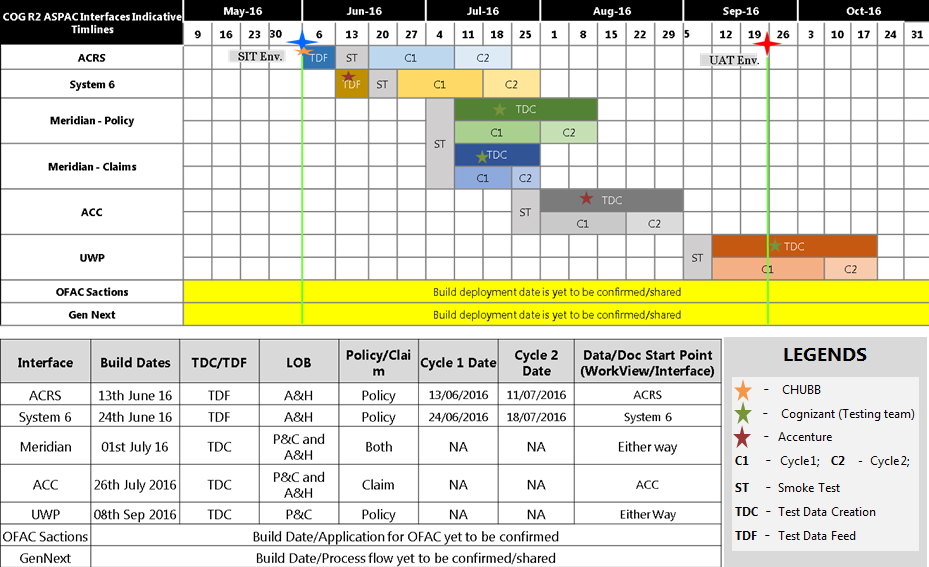 COG R2 ASPAC Interfaces Indicative
Timlines
May-16 Jun-16 Jul-16 Aug-16 Sep-16 Oct-16
9 16 23 30 6 13 20 27 4 11 18 25 1 8 15 22 29 5 12 19 26 3 10 17 24 31
SIT Env. UAT Env.
ACRS TDF ST C1 C2
System 6 TDF ST C1 C2
Meridian - Policy TDC
C1 C2
ST
Meridian - Claims TDC
C1 C2
ACC ST TDC
C1 C2
UWP ST TDC
C1 C2
OFAC Sactions Build deployment date is yet to be confirmed/shared
Gen Next Build deployment date is yet to be confirmed/shared
Interface Build Dates TDC/TDF LOB Policy/Clai
m Cycle 1 Date Cycle 2
Date Data/Doc Start Point
(WorkView/Interface)
ACRS 13th June 16 TDF A&H Policy 13/06/2016 11/07/2016 ACRS
System 6 24th June 16 TDF A&H Policy 24/06/2016 18/07/2016 System 6
Meridian 01st July 16 TDC P&C and
A&H Both NA NA Either way
ACC 26th July 2016 TDC P&C and
A&H Claim NA NA ACC
UWP 08th Sep 2016 TDC P&C Policy NA NA Either Way
OFAC Sactions Build Date/Application for OFAC yet to be confirmed
GenNext Build Date/Process flow yet to be confirmed/shared
LEGENDS
- CHUBB
- Cognizant (Testing team)
- Accenture
C1 - Cycle1; C2 - Cycle2;
ST - Smoke Test
TDC - Test Data Creation
TDF - Test Data Feed